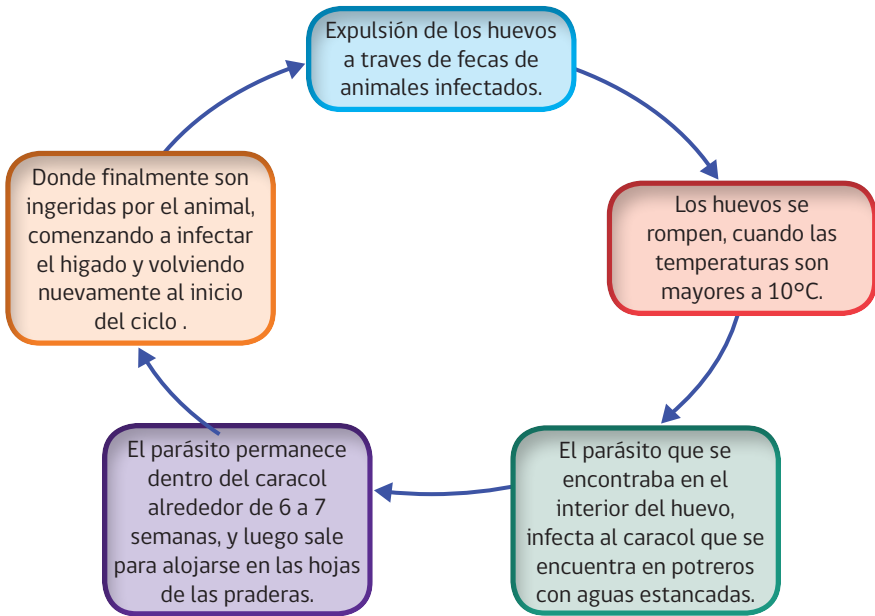 Expulsión de los huevos
a traves de fecas de
animales infectados.
Los huevos se
rompen, cuando las
temperaturas son
mayores a 10°C.
El parásito que se
encontraba en el
interior del huevo,
infecta al caracol que se
encuentra en potreros
con aguas estancadas.
El parásito permanece
dentro del caracol
alrededor de 6 a 7
semanas, y luego sale
para alojarse en las hojas
de las praderas.
Donde finalmente son
ingeridas por el animal,
comenzando a infectar
el higado y volviendo
nuevamente al inicio
del ciclo .